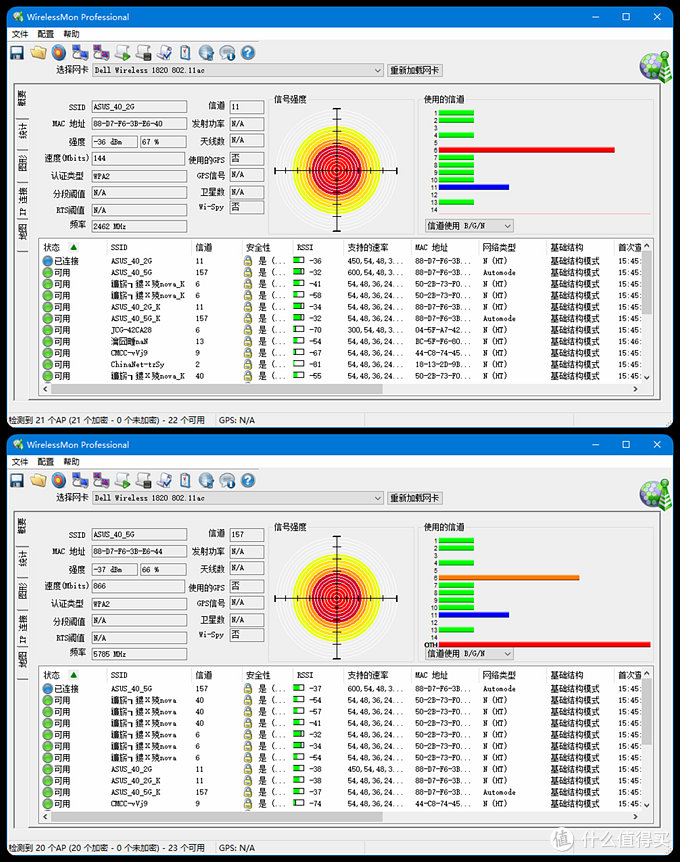 WirelessMon Professional
文件 配置 帮助
选择网卡 Dell Wireless 1820 802.11ac 重新加载网卡
概要
统计
图形
IP 连接
地图
SSID ASUS_40_2G 信道 11
MAC 地址 88-D7-F6-3B-E6-40 发射功率 N/A
强度 -36 dBm 67 % 天线数 N/A
速度(Mbits) 144 使用的GPS 否
认证类型 WPA2 GPS信号 N/A
分段阈值 N/A 卫星数 N/A
RTS阈值 N/A Wi-Spy 否
频率 2462 MHz
信号强度
使用的信道
1
2
3
4
5
6
7
8
9
10
11
12
13
14
信道使用 B/G/N
状态 SSID 信道 安全性 RSSI 支持的速率 MAC 地址 网络类型 基础结构 首次查
已连接 ASUS_40_2G 11 是 (... -36 450,54,48,3... 88-D7-F6-3B... N (HT) 基础结构模式 15:45:
可用 ASUS_40_5G 157 是 (... -32 600,54,48,3... 88-D7-F6-3B... Automode 基础结构模式 15:45:
可用 nova_K 6 是 (... -41 54,48,36,24... 50-2B-73-F0... N (HT) 基础结构模式 15:45:
可用 nova_K 6 是 (... -58 54,48,36,24... 50-2B-73-F0... N (HT) 基础结构模式 15:45:
可用 ASUS_40_2G_K 11 是 (... -34 54,48,36,24... 88-D7-F6-3B... N (HT) 基础结构模式 15:45:
可用 ASUS_40_5G_K 157 是 (... -32 54,48,36,24... 88-D7-F6-3B... Automode 基础结构模式 15:45:
可用 JCG-42CA28 6 是 (... -70 300,54,48,3... 04-5F-A7-42... N (HT) 基础结构模式 15:46:
可用 naN 13 是 (... -54 54,48,36,24... BC-5F-F6-80... N (HT) 基础结构模式 15:45:
可用 CMCC-vVj9 9 是 (... -67 54,48,36,24... 44-C8-74-45... N (HT) 基础结构模式 15:45:
可用 ChinaNet-tzSy 2 是 (... -81 54,48,36,24... 18-13-2D-9B... N (HT) 基础结构模式 15:46:
可用 nova_K 40 是 (... -55 54,48,36,24... 50-2B-73-F0... N (HT) 基础结构模式 15:45:
检测到 21 个AP (21 个加密 - 0 个未加密) - 22 个可用 GPS: N/A
WirelessMon Professional
文件 配置 帮助
选择网卡 Dell Wireless 1820 802.11ac 重新加载网卡
概要
统计
图形
IP 连接
地图
SSID ASUS_40_5G 信道 157
MAC 地址 88-D7-F6-3B-E6-44 发射功率 N/A
强度 -37 dBm 66 % 天线数 N/A
速度(Mbits) 866 使用的GPS 否
认证类型 WPA2 GPS信号 N/A
分段阈值 N/A 卫星数 N/A
RTS阈值 N/A Wi-Spy 否
频率 5785 MHz
信号强度
使用的信道
1
2
3
4
5
6
7
8
9
10
11
12
13
14
OTH
信道使用 B/G/N
状态 SSID 信道 安全性 RSSI 支持的速率 MAC 地址 网络类型 基础结构 首次查
已连接 ASUS_40_5G 157 是 (... -37 600,54,48,3... 88-D7-F6-3B... Automode 基础结构模式 15:45:
可用 nova 40 是 (... -54 54,48,36,24... 50-2B-73-F0... N (HT) 基础结构模式 15:45:
可用 nova 40 是 (... -57 54,48,36,24... 50-2B-73-F0... N (HT) 基础结构模式 15:45:
可用 nova 40 是 (... -41 54,48,36,24... 50-2B-73-F0... N (HT) 基础结构模式 15:45:
可用 nova 6 是 (... -32 54,48,36,24... 50-2B-73-F0... N (HT) 基础结构模式 15:45:
可用 nova 6 是 (... -34 54,48,36,24... 50-2B-73-F0... N (HT) 基础结构模式 15:45:
可用 nova 6 是 (... -54 54,48,36,24... 50-2B-73-F0... N (HT) 基础结构模式 15:45:
可用 ASUS_40_2G 11 是 (... -38 450,54,48,3... 88-D7-F6-3B... N (HT) 基础结构模式 15:45:
可用 ASUS_40_2G_K 11 是 (... -38 54,48,36,24... 88-D7-F6-3B... N (HT) 基础结构模式 15:45:
可用 ASUS_40_5G_K 157 是 (... -37 54,48,36,24... 88-D7-F6-3B... Automode 基础结构模式 15:45:
可用 CMCC-vVj9 9 是 (... -74 54,48,36,24... 44-C8-74-45... N (HT) 基础结构模式 15:45:
检测到 20 个AP (20 个加密 - 0 个未加密) - 23 个可用 GPS: N/A
值 什么值得买